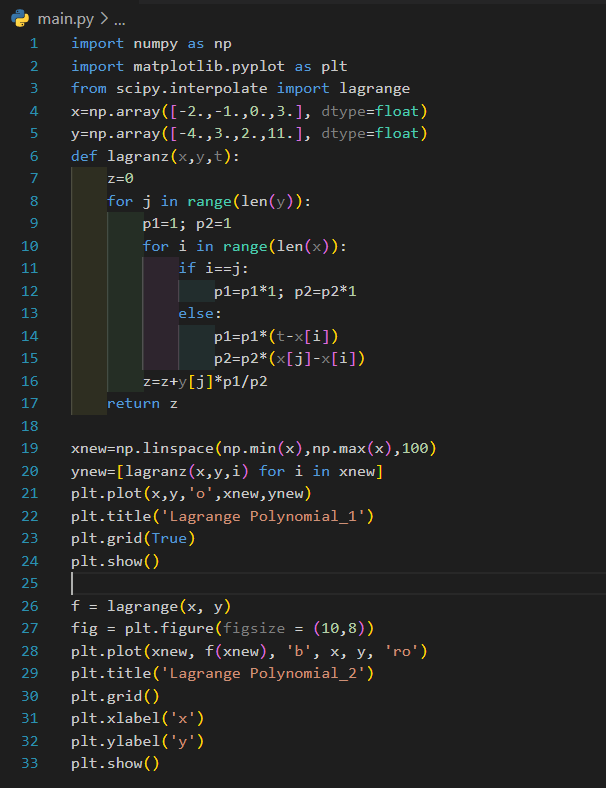 main.py > ...
1 import numpy as np
2 import matplotlib.pyplot as plt
3 from scipy.interpolate import lagrange
4 x=np.array([-2.,-1.,0.,3.], dtype=float)
5 y=np.array([-4.,3.,2.,11.], dtype=float)
6 def lagranz(x,y,t):
7     z=0
8     for j in range(len(y)):
9         p1=1; p2=1
10         for i in range(len(x)):
11             if i==j:
12                 p1=p1*1; p2=p2*1
13             else:
14                 p1=p1*(t-x[i])
15                 p2=p2*(x[j]-x[i])
16         z=z+y[j]*p1/p2
17     return z
18
19 xnew=np.linspace(np.min(x),np.max(x),100)
20 ynew=[lagranz(x,y,i) for i in xnew]
21 plt.plot(x,y,'o',xnew,ynew)
22 plt.title('Lagrange Polynomial_1')
23 plt.grid(True)
24 plt.show()
25
26 f = lagrange(x, y)
27 fig = plt.figure(figsize = (10,8))
28 plt.plot(xnew, f(xnew), 'b', x, y, 'ro')
29 plt.title('Lagrange Polynomial_2')
30 plt.grid()
31 plt.xlabel('x')
32 plt.ylabel('y')
33 plt.show()